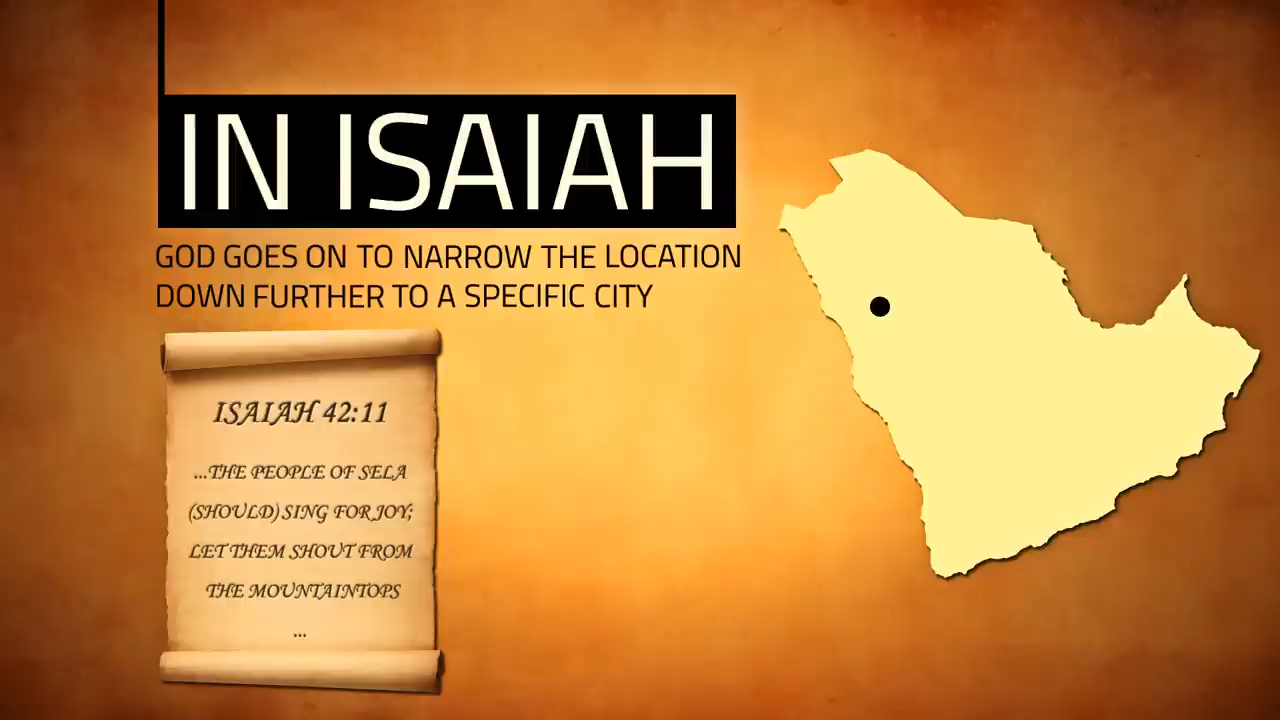 IN ISAIAH
GOD GOES ON TO NARROW THE LOCATION
DOWN FURTHER TO A SPECIFIC CITY
ISAIAH 42:11
...THE PEOPLE OF SELA
(SHOULD) SING FOR JOY;
LET THEM SHOUT FROM
THE MOUNTAINTOPS
...